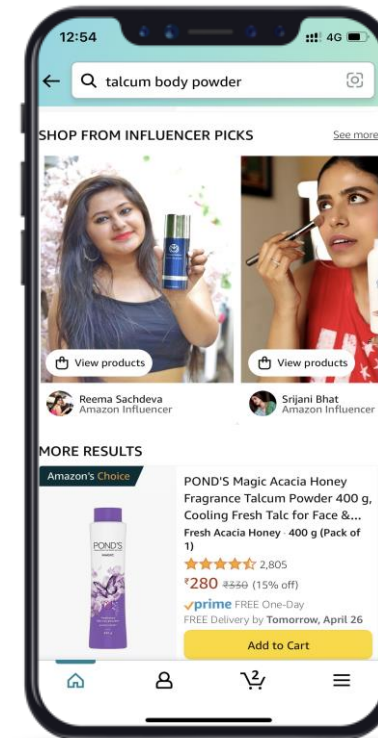 12:54
4G
talcum body powder
SHOP FROM INFLUENCER PICKS
See more
View products
View products
Reema Sachdeva
Amazon Influencer
Srijani Bhat
Amazon Influencer
MORE RESULTS
Amazon's Choice
POND'S Magic Acacia Honey
Fragrance Talcum Powder 400 g,
Cooling Fresh Talc for Face &...
Fresh Acacia Honey · 400 g (Pack of
1)
2,805
₹280 ₹330 (15% off)
prime FREE One-Day
FREE Delivery by Tomorrow, April 26
Add to Cart
POND'S
2